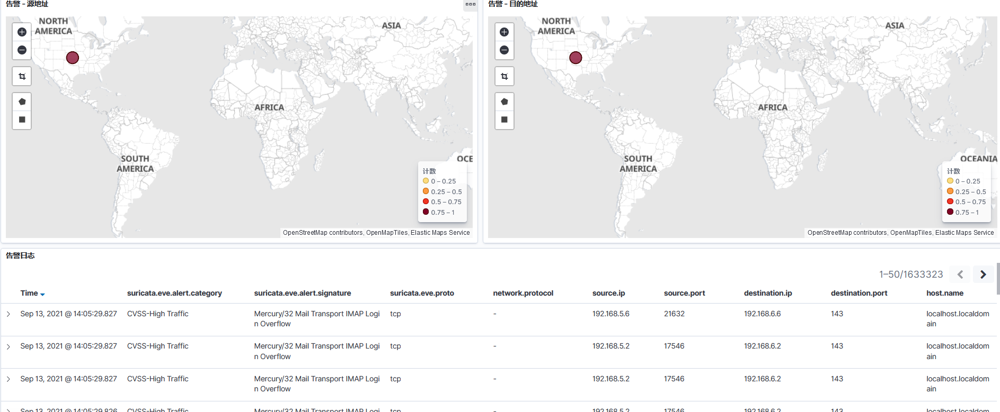 告警 - 源地址
NORTH
AMERICA
ASIA
AFRICA
SOUTH
AMERICA
OCE
计数
0 – 0.25
0.25 – 0.5
0.5 – 0.75
0.75 – 1
OpenStreetMap contributors, OpenMapTiles, Elastic Maps Service
告警 - 目的地址
NORTH
AMERICA
ASIA
AFRICA
SOUTH
AMERICA
OCEANIA
计数
0 – 0.25
0.25 – 0.5
0.5 – 0.75
0.75 – 1
OpenStreetMap contributors, OpenMapTiles, Elastic Maps Service
告警日志
1–50/1633323
Time suricata.eve.alert.category suricata.eve.alert.signature suricata.eve.proto network.protocol source.ip source.port destination.ip destination.port host.name
Sep 13, 2021 @ 14:05:29.827 CVSS-High Traffic Mercury/32 Mail Transport IMAP Logi tcp - 192.168.5.6 21632 192.168.6.6 143 localhost.localdom
n Overflow ain
Sep 13, 2021 @ 14:05:29.827 CVSS-High Traffic Mercury/32 Mail Transport IMAP Logi tcp - 192.168.5.2 17546 192.168.6.2 143 localhost.localdom
n Overflow ain
Sep 13, 2021 @ 14:05:29.827 CVSS-High Traffic Mercury/32 Mail Transport IMAP Logi tcp - 192.168.5.2 17546 192.168.6.2 143 localhost.localdom
n Overflow ain
Sep 13, 2021 @ 14:05:29.826 CVSS-High Traffic Mercury/32 Mail Transport IMAP Logi tcp - 192.168.5.2 17546 192.168.6.2 143 localhost.localdom